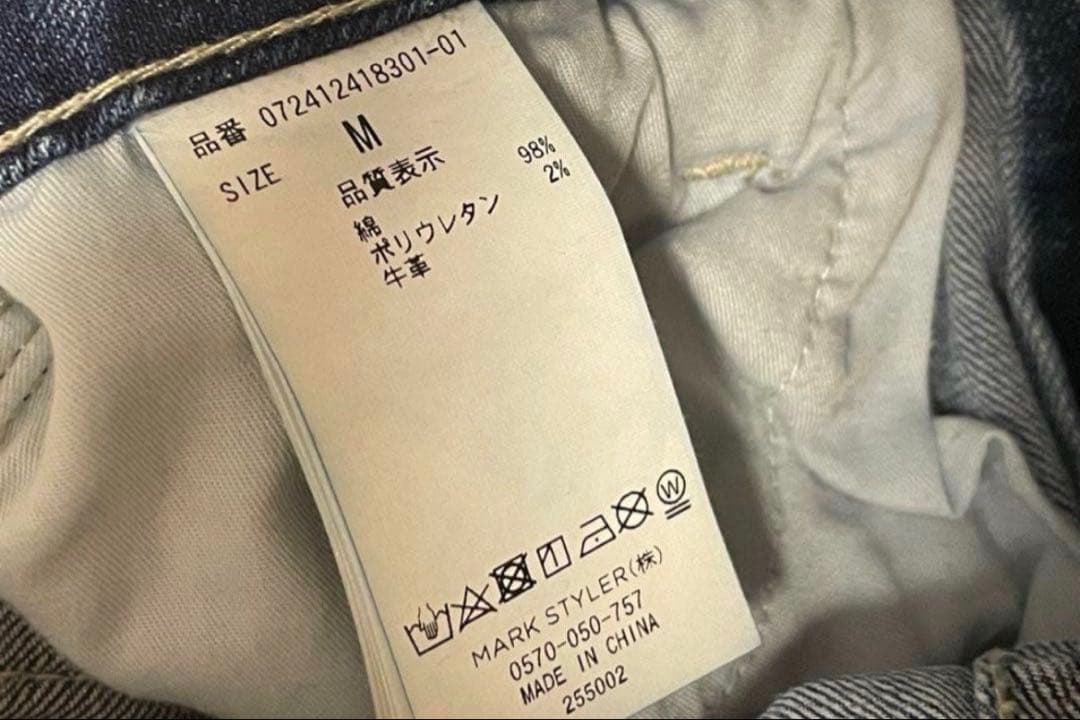 品番 072412418301-01
SIZE M
品質表示
綿 98%
ポリウレタン 2%
牛革
W
MARK STYLER(株)
0570-050-757
MADE IN CHINA
255002